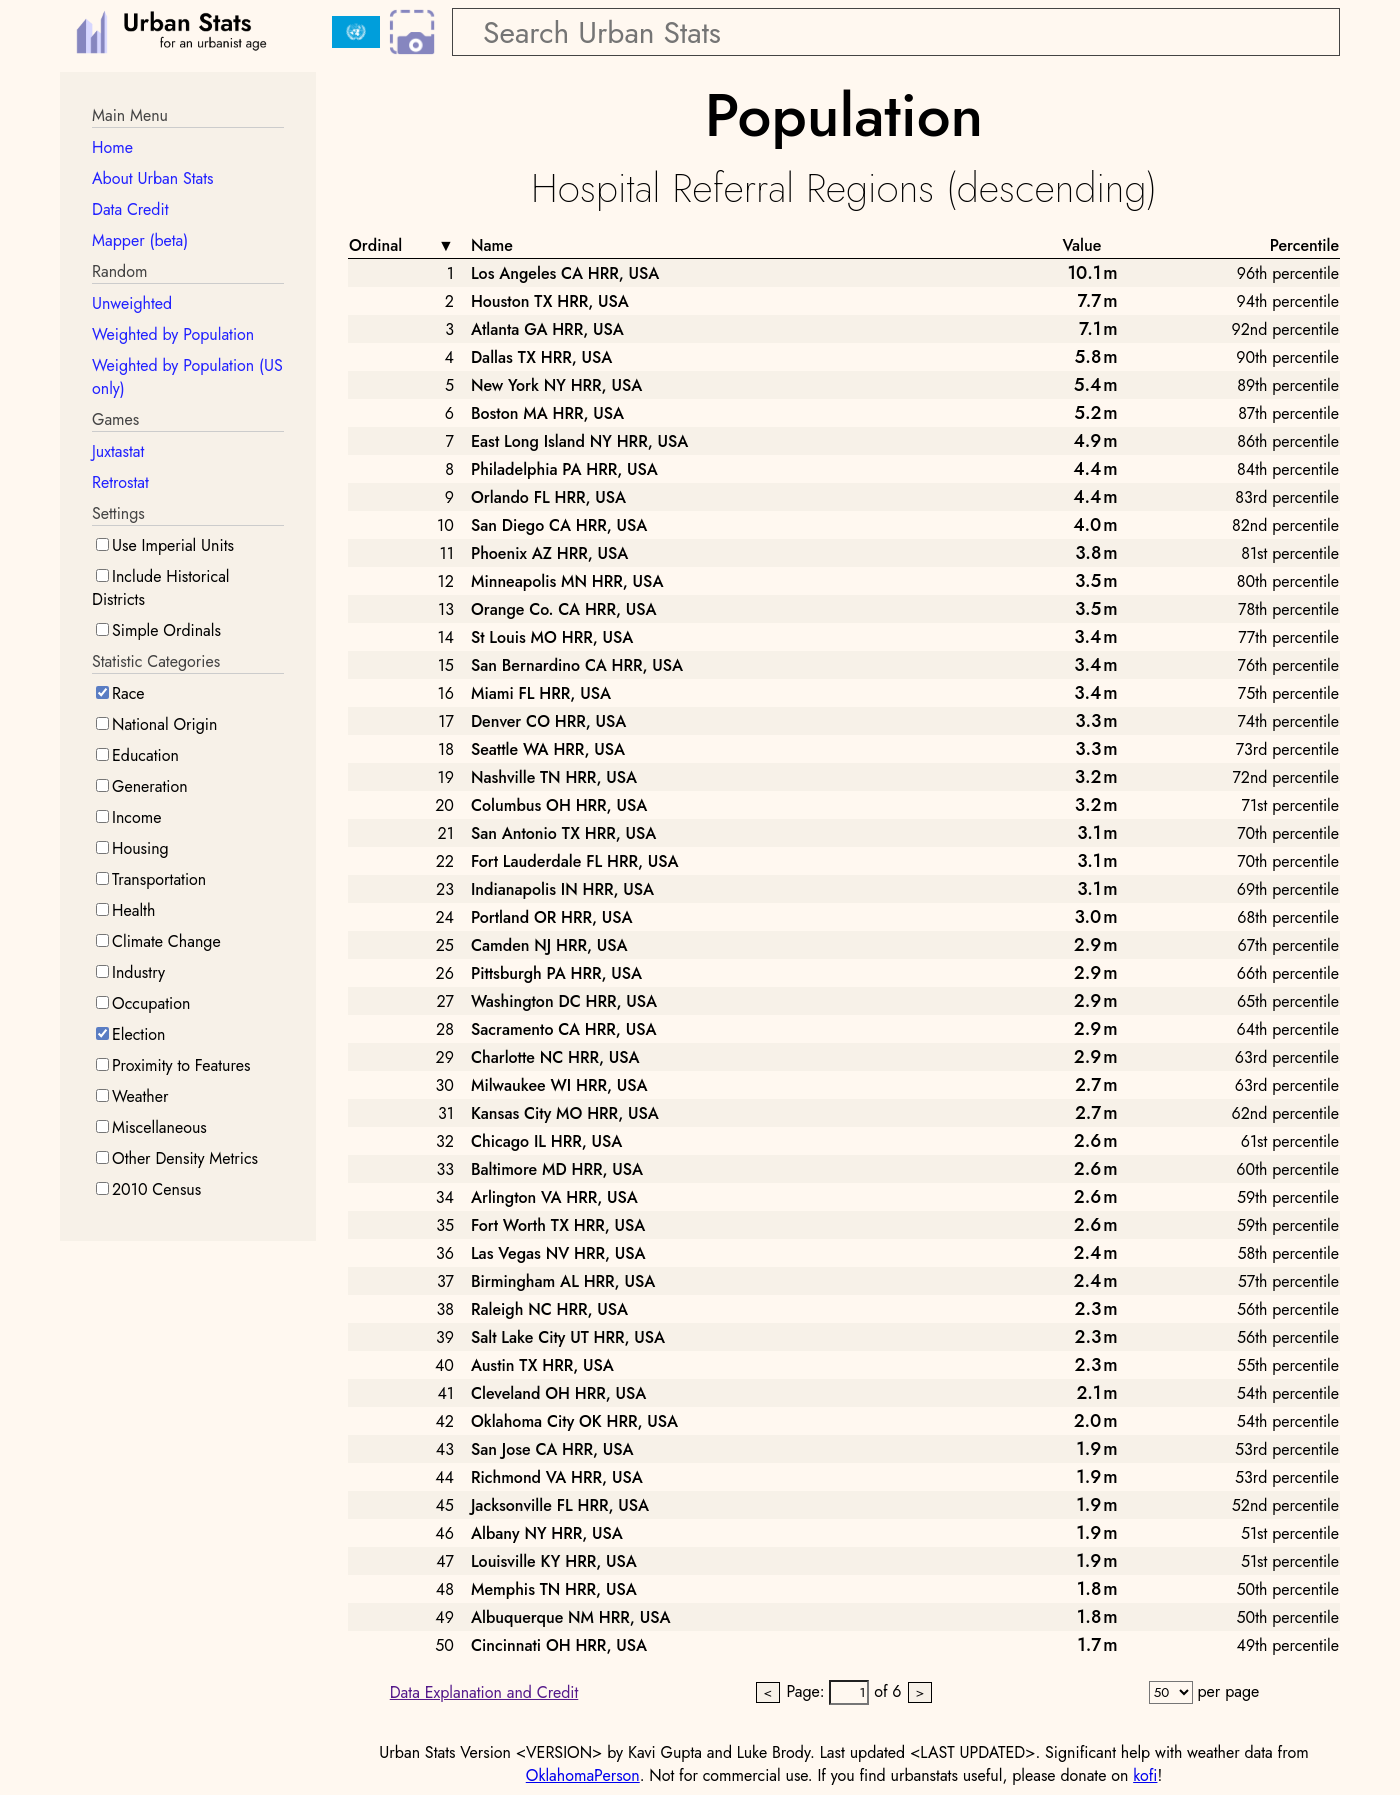 Urban Stats
for an urbanist age
Search Urban Stats
Main Menu
Home
About Urban Stats
Data Credit
Mapper (beta)
Random
Unweighted
Weighted by Population
Weighted by Population (US
only)
Games
Juxtastat
Retrostat
Settings
Use Imperial Units
Include Historical
Districts
Simple Ordinals
Statistic Categories
Race
National Origin
Education
Generation
Income
Housing
Transportation
Health
Climate Change
Industry
Occupation
Election
Proximity to Features
Weather
Miscellaneous
Other Density Metrics
2010 Census
Population
Hospital Referral Regions (descending)
Ordinal ▼ Name Value Percentile
1 Los Angeles CA HRR, USA 10.1m 96th percentile
2 Houston TX HRR, USA 7.7m 94th percentile
3 Atlanta GA HRR, USA 7.1m 92nd percentile
4 Dallas TX HRR, USA 5.8m 90th percentile
5 New York NY HRR, USA 5.4m 89th percentile
6 Boston MA HRR, USA 5.2m 87th percentile
7 East Long Island NY HRR, USA 4.9m 86th percentile
8 Philadelphia PA HRR, USA 4.4m 84th percentile
9 Orlando FL HRR, USA 4.4m 83rd percentile
10 San Diego CA HRR, USA 4.0m 82nd percentile
11 Phoenix AZ HRR, USA 3.8m 81st percentile
12 Minneapolis MN HRR, USA 3.5m 80th percentile
13 Orange Co. CA HRR, USA 3.5m 78th percentile
14 St Louis MO HRR, USA 3.4m 77th percentile
15 San Bernardino CA HRR, USA 3.4m 76th percentile
16 Miami FL HRR, USA 3.4m 75th percentile
17 Denver CO HRR, USA 3.3m 74th percentile
18 Seattle WA HRR, USA 3.3m 73rd percentile
19 Nashville TN HRR, USA 3.2m 72nd percentile
20 Columbus OH HRR, USA 3.2m 71st percentile
21 San Antonio TX HRR, USA 3.1m 70th percentile
22 Fort Lauderdale FL HRR, USA 3.1m 70th percentile
23 Indianapolis IN HRR, USA 3.1m 69th percentile
24 Portland OR HRR, USA 3.0m 68th percentile
25 Camden NJ HRR, USA 2.9m 67th percentile
26 Pittsburgh PA HRR, USA 2.9m 66th percentile
27 Washington DC HRR, USA 2.9m 65th percentile
28 Sacramento CA HRR, USA 2.9m 64th percentile
29 Charlotte NC HRR, USA 2.9m 63rd percentile
30 Milwaukee WI HRR, USA 2.7m 63rd percentile
31 Kansas City MO HRR, USA 2.7m 62nd percentile
32 Chicago IL HRR, USA 2.6m 61st percentile
33 Baltimore MD HRR, USA 2.6m 60th percentile
34 Arlington VA HRR, USA 2.6m 59th percentile
35 Fort Worth TX HRR, USA 2.6m 59th percentile
36 Las Vegas NV HRR, USA 2.4m 58th percentile
37 Birmingham AL HRR, USA 2.4m 57th percentile
38 Raleigh NC HRR, USA 2.3m 56th percentile
39 Salt Lake City UT HRR, USA 2.3m 56th percentile
40 Austin TX HRR, USA 2.3m 55th percentile
41 Cleveland OH HRR, USA 2.1m 54th percentile
42 Oklahoma City OK HRR, USA 2.0m 54th percentile
43 San Jose CA HRR, USA 1.9m 53rd percentile
44 Richmond VA HRR, USA 1.9m 53rd percentile
45 Jacksonville FL HRR, USA 1.9m 52nd percentile
46 Albany NY HRR, USA 1.9m 51st percentile
47 Louisville KY HRR, USA 1.9m 51st percentile
48 Memphis TN HRR, USA 1.8m 50th percentile
49 Albuquerque NM HRR, USA 1.8m 50th percentile
50 Cincinnati OH HRR, USA 1.7m 49th percentile
Data Explanation and Credit < Page: 1 of 6 > 50 per page
Urban Stats Version <VERSION> by Kavi Gupta and Luke Brody. Last updated <LAST UPDATED>. Significant help with weather data from
OklahomaPerson. Not for commercial use. If you find urbanstats useful, please donate on kofi!